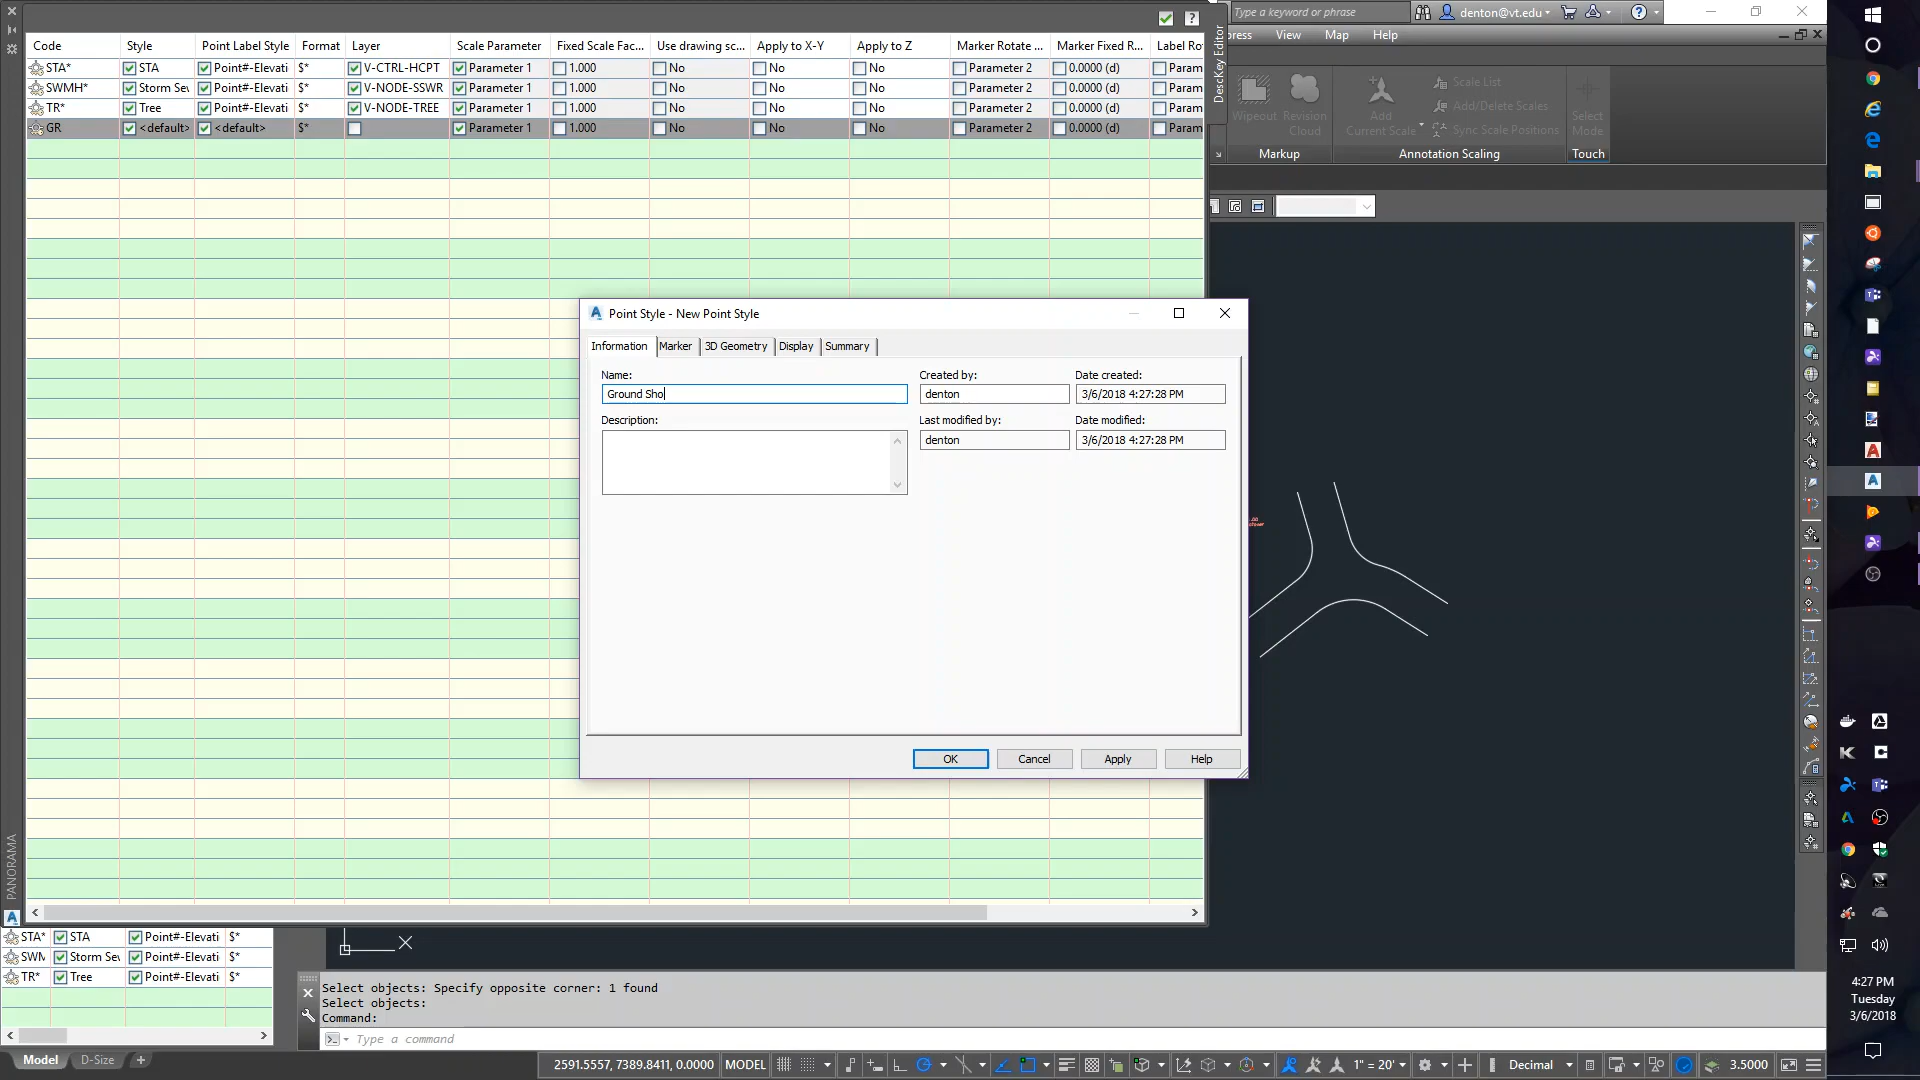 Type a keyword or phrase
denton@vt.edu
press View Map Help
Code Style Point Label Style Format Layer Scale Parameter Fixed Scale Fac... Use drawing sc... Apply to X-Y Apply to Z Marker Rotate ... Marker Fixed R... Label Ro
STA* STA Point#-Elevati $* V-CTRL-HCPT Parameter 1 1.000 No No No Parameter 2 0.0000 (d) Param
SWMH* Storm Sev Point#-Elevati $* V-NODE-SSWR Parameter 1 1.000 No No No Parameter 2 0.0000 (d) Param
TR* Tree Point#-Elevati $* V-NODE-TREE Parameter 1 1.000 No No No Parameter 2 0.0000 (d) Param
GR <default> <default> $* Parameter 1 1.000 No No No Parameter 2 0.0000 (d) Param
DescKey Editor
Wipeout Revision Cloud
Add Current Scale
Scale List
Add/Delete Scales
Sync Scale Positions
Select Mode
Markup Annotation Scaling Touch
Point Style - New Point Style
Information Marker 3D Geometry Display Summary
Name: Created by: Date created:
Ground Sho denton 3/6/2018 4:27:28 PM
Description: Last modified by: Date modified:
denton 3/6/2018 4:27:28 PM
OK Cancel Apply Help
PANORAMA
STA* STA Point#-Elevati $*
SWM Storm Sev Point#-Elevati $*
TR* Tree Point#-Elevati $*
Select objects: Specify opposite corner: 1 found
Select objects:
Command:
Type a command
Model D-Size +
2591.5557, 7389.8411, 0.0000 MODEL 1" = 20' Decimal 3.5000
4:27 PM
Tuesday
3/6/2018